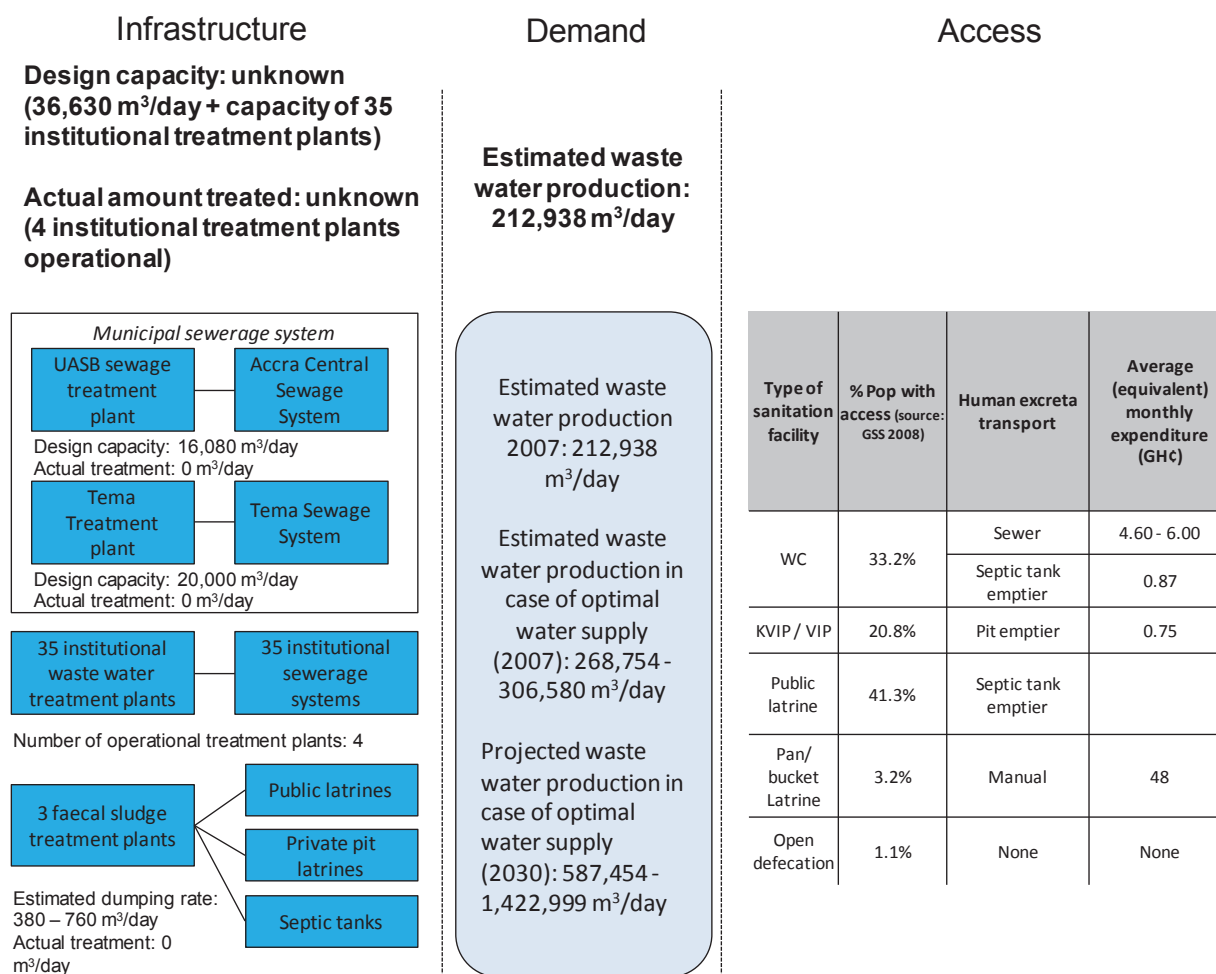 Infrastructure
Design capacity: unknown
(36,630 m³/day + capacity of 35
institutional treatment plants)
Actual amount treated: unknown
(4 institutional treatment plants
operational)
Municipal sewerage system
UASB sewage
treatment
plant
Accra Central
Sewage
System
Design capacity: 16,080 m³/day
Actual treatment: 0 m³/day
Tema
Treatment
plant
Tema Sewage
System
Design capacity: 20,000 m³/day
Actual treatment: 0 m³/day
35 institutional
waste water
treatment plants
35 institutional
sewerage
systems
Number of operational treatment plants: 4
3 faecal sludge
treatment plants
Public latrines
Private pit
latrines
Septic tanks
Estimated dumping rate:
380 – 760 m³/day
Actual treatment: 0
m³/day
Demand
Estimated waste
water production:
212,938 m³/day
Estimated waste
water production
2007: 212,938
m³/day
Estimated waste
water production in
case of optimal
water supply
(2007): 268,754 -
306,580 m³/day
Projected waste
water production in
case of optimal
water supply
(2030): 587,454 -
1,422,999 m³/day
Access
Type of
sanitation
facility
% Pop with
access (source:
GSS 2008)
Human excreta
transport
Average
(equivalent)
monthly
expenditure
(GH¢)
WC
33.2%
Sewer
4.60 - 6.00
Septic tank
emptier
0.87
KVIP / VIP
20.8%
Pit emptier
0.75
Public
latrine
41.3%
Septic tank
emptier
Pan/
bucket
Latrine
3.2%
Manual
48
Open
defecation
1.1%
None
None